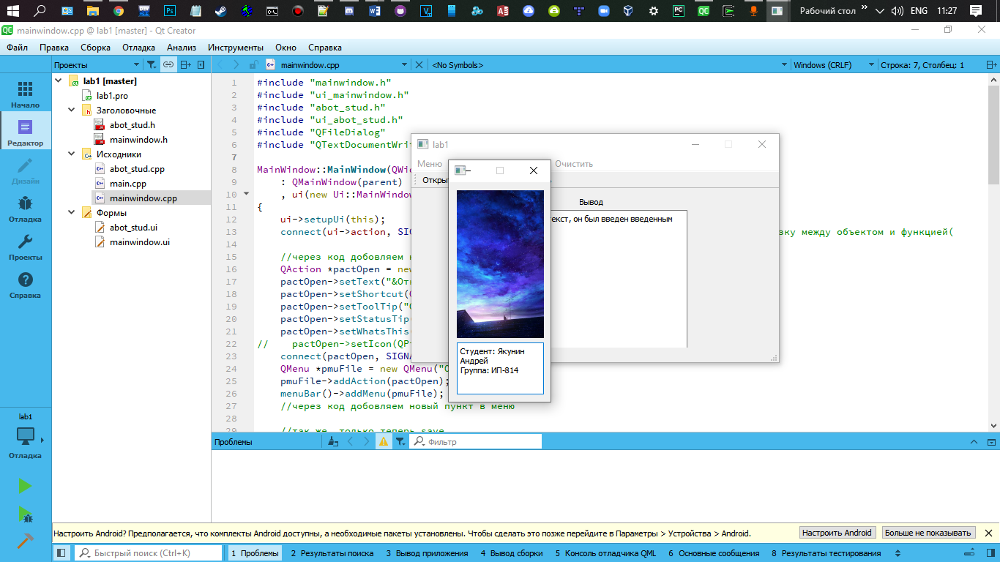 Рабочий стол
ENG
11:27
mainwindow.cpp @ lab1 [master] - Qt Creator
Файл Правка Сборка Отладка Анализ Инструменты Окно Справка
Проекты
mainwindow.cpp
<No Symbols>
Windows (CRLF)
Строка: 7, Столбец: 1
Начало
Редактор
Дизайн
Отладка
Проекты
Справка
lab1
Отладка
lab1 [master]
lab1.pro
Заголовочные
abot_stud.h
mainwindow.h
Исходники
abot_stud.cpp
main.cpp
mainwindow.cpp
Формы
abot_stud.ui
mainwindow.ui
1 #include "mainwindow.h"
2 #include "ui_mainwindow.h"
3 #include "abot_stud.h"
4 #include "ui_abot_stud.h"
5 #include "QFileDialog"
6 #include "QTextDocumentWri
7
8 MainWindow::MainWindow(QWi
9 : QMainWindow(parent)
10 , ui(new Ui::MainWindow
11 {
12 ui->setupUi(this);
13 connect(ui->action, SIG
зку между объектом и функцией(
14
15 //через код добовляем н
16 QAction *pactOpen = new
17 pactOpen->setText("&Отк
18 pactOpen->setShortcut(
19 pactOpen->setToolTip("
20 pactOpen->setStatusTip(
21 pactOpen->setWhatsThis(
22 // pactOpen->setIcon(QP
23 connect(pactOpen, SIGNA
24 QMenu *pmuFile = new QMenu("
25 pmuFile->addAction(pactOpen);
26 menuBar()->addMenu(pmuFile);
27 //через код добовляем новый пункт в меню
28
29 //так же, только теперь save
lab1
Меню
Очистить
Откры
Вывод
текст, он был введен введенным
Студент: Якунин
Андрей
Группа: ИП-814
Проблемы
Фильтр
Настроить Android? Предполагается, что комплекты Android доступны, а необходимые пакеты установлены. Чтобы сделать это позже перейдите в Параметры > Устройства > Android.
Настроить Android
Больше не показывать
Быстрый поиск (Ctrl+K)
1 Проблемы
2 Результаты поиска
3 Вывод приложения
4 Вывод сборки
5 Консоль отладчика QML
6 Основные сообщения
8 Результаты тестирования